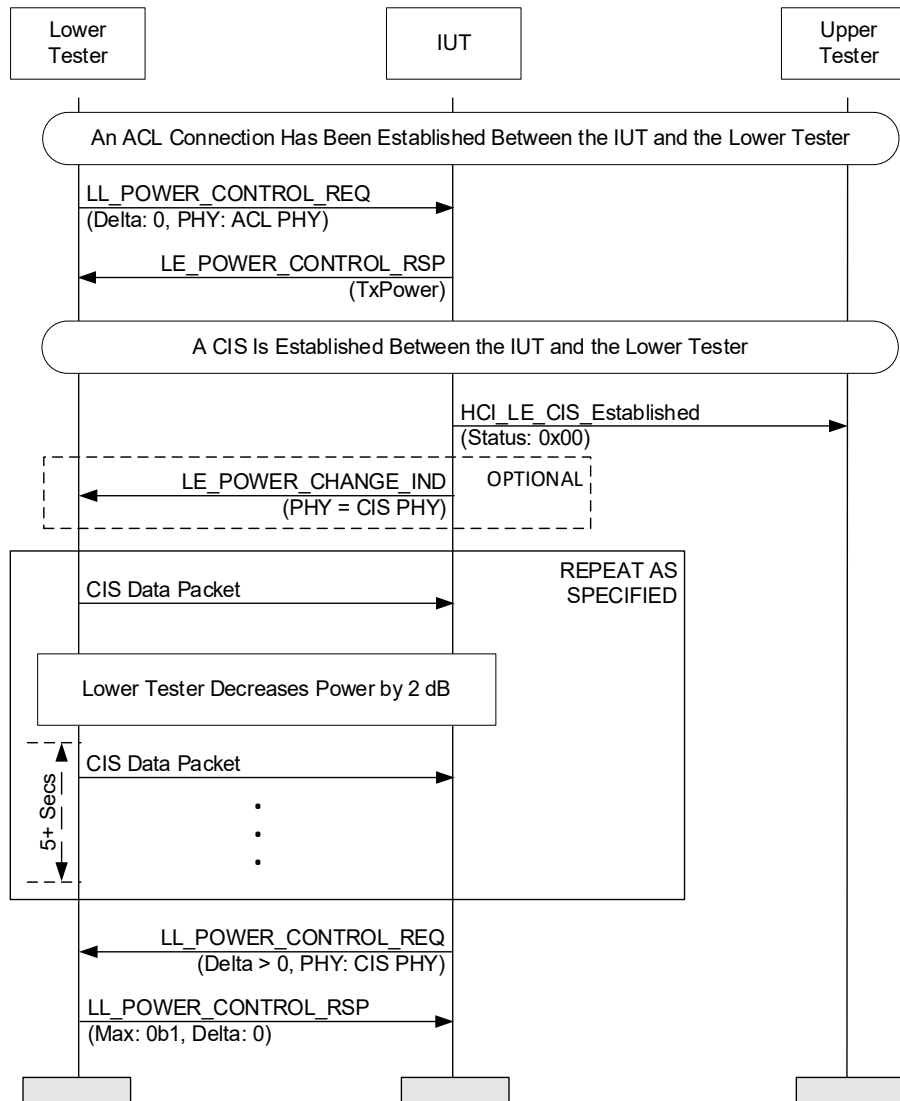 Lower
Tester
IUT
Upper
Tester
An ACL Connection Has Been Established Between the IUT and the Lower Tester
LL_POWER_CONTROL_REQ
(Delta: 0, PHY: ACL PHY)
LE_POWER_CONTROL_RSP
(TxPower)
A CIS Is Established Between the IUT and the Lower Tester
HCI_LE_CIS_Established
(Status: 0x00)
LE_POWER_CHANGE_IND
(PHY = CIS PHY)
OPTIONAL
REPEAT AS
SPECIFIED
CIS Data Packet
Lower Tester Decreases Power by 2 dB
CIS Data Packet
5+ Secs
LL_POWER_CONTROL_REQ
(Delta > 0, PHY: CIS PHY)
LL_POWER_CONTROL_RSP
(Max: 0b1, Delta: 0)